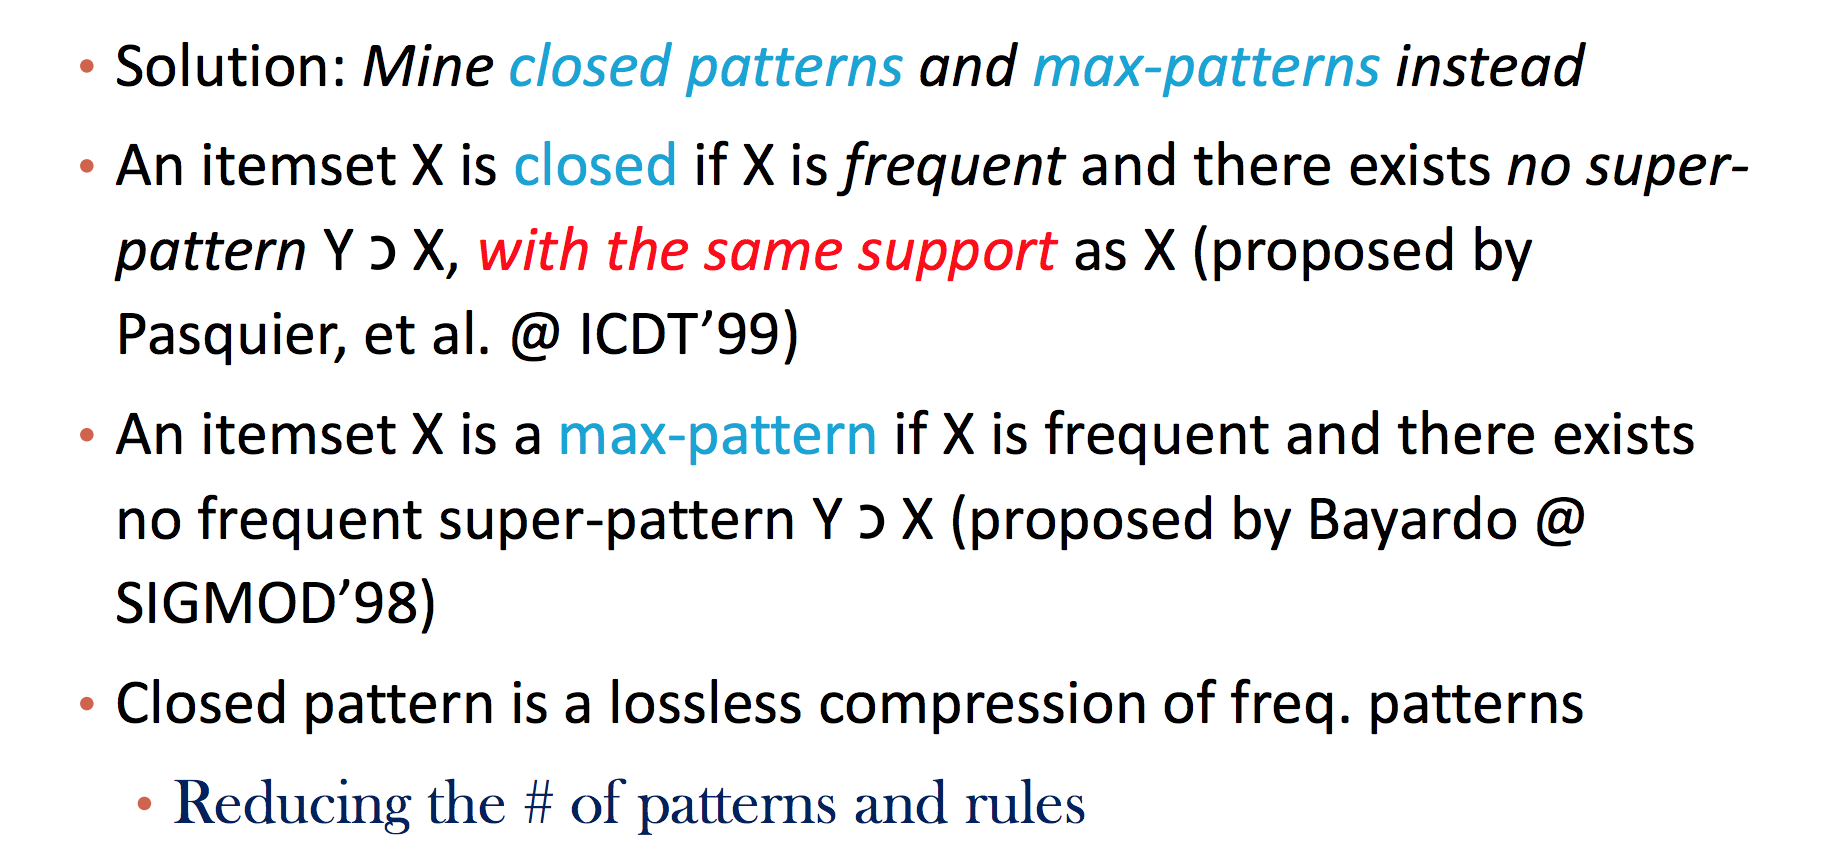 • Solution: Mine closed patterns and max-patterns instead
• An itemset X is closed if X is frequent and there exists no super-
pattern Y כ X, with the same support as X (proposed by
Pasquier, et al. @ ICDT’99)
• An itemset X is a max-pattern if X is frequent and there exists
no frequent super-pattern Y כ X (proposed by Bayardo @
SIGMOD’98)
• Closed pattern is a lossless compression of freq. patterns
• Reducing the # of patterns and rules